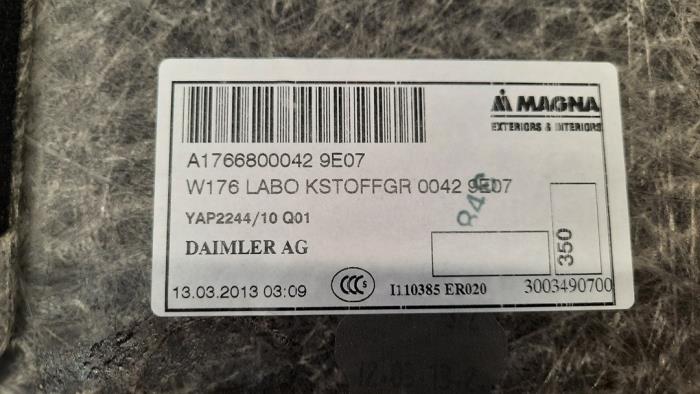 MAGNA
EXTERIORS & INTERIORS
A1766800042 9E07
W176 LABO KSTOFFGR 0042 9E07
YAP2244/10 Q01
DAIMLER AG
350
13.03.2013 03:09
CCC S
I110385 ER020
3003490700